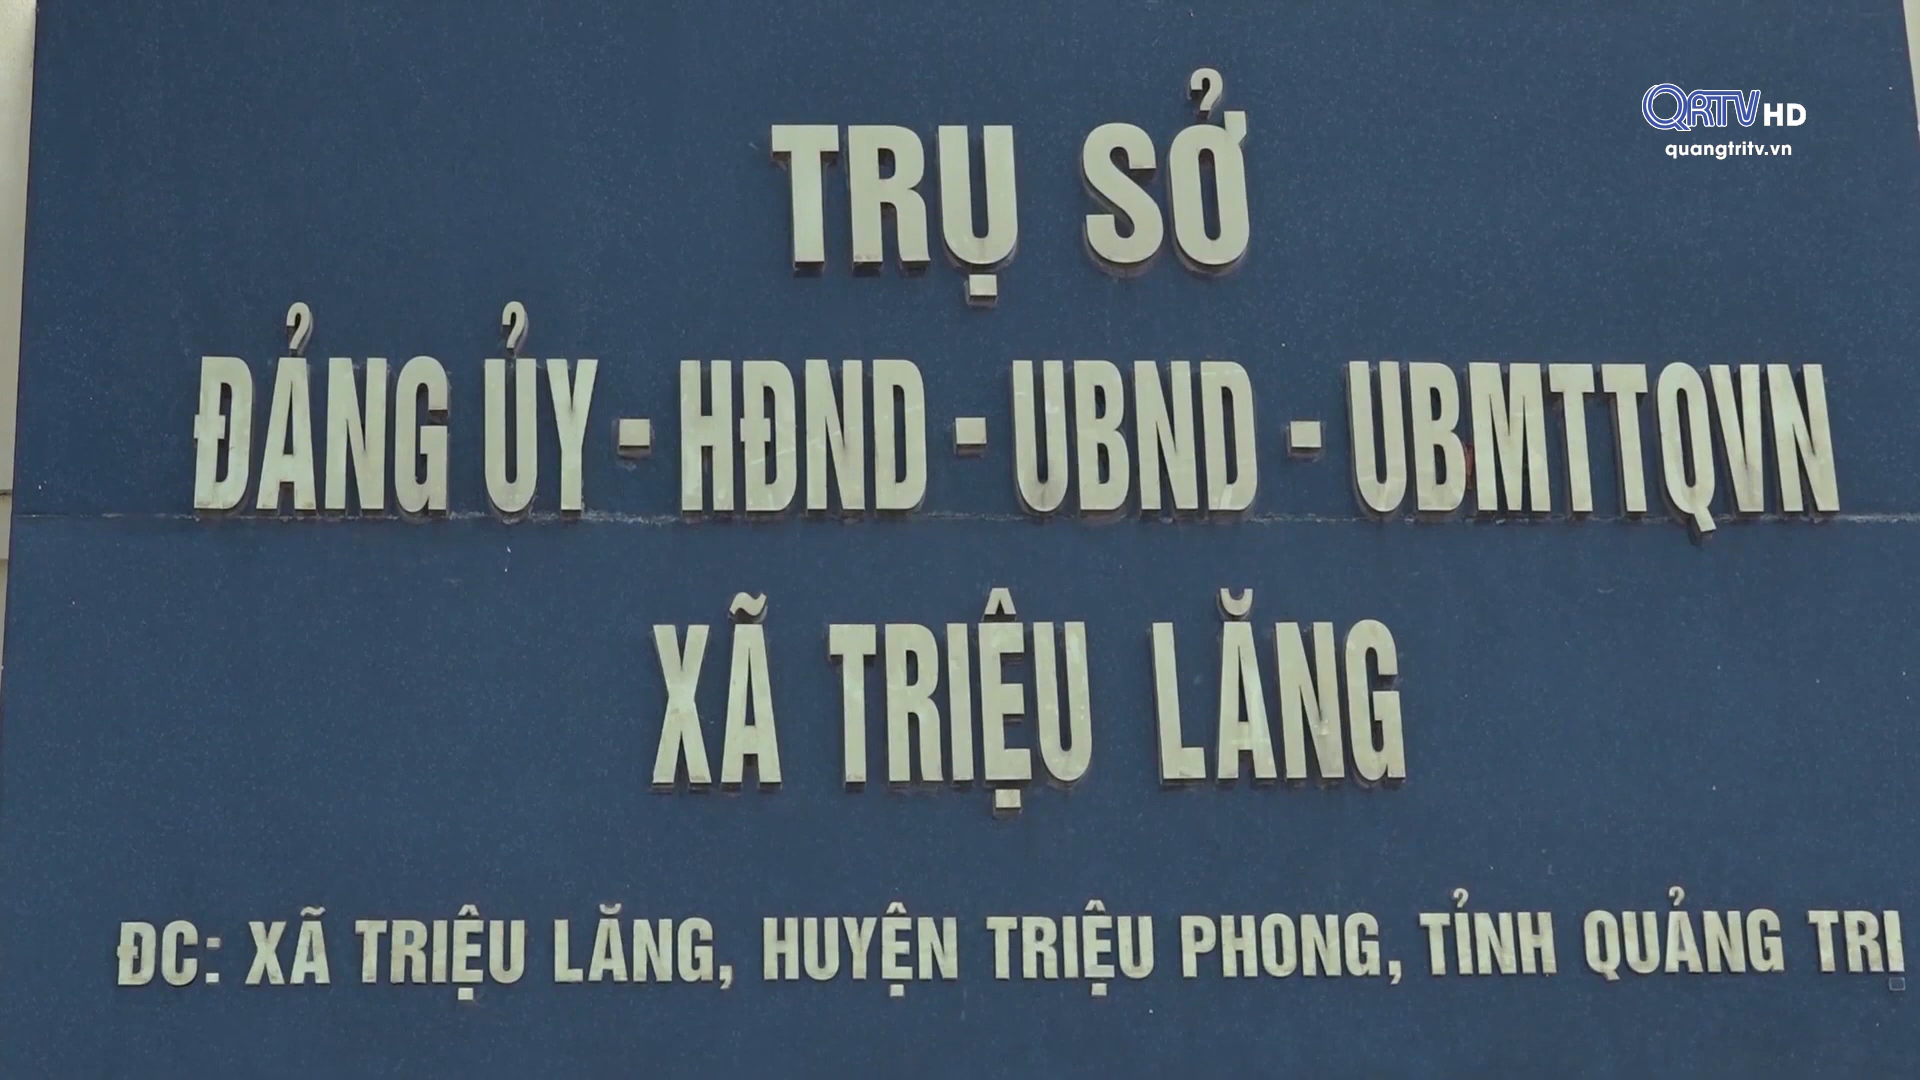 QRTV HD
quangtritv.vn
TRỤ SỞ
ĐẢNG ỦY - HĐND - UBND - UBMTTQVN
XÃ TRIỆU LĂNG
ĐC: XÃ TRIỆU LĂNG, HUYỆN TRIỆU PHONG, TỈNH QUẢNG TRỊ